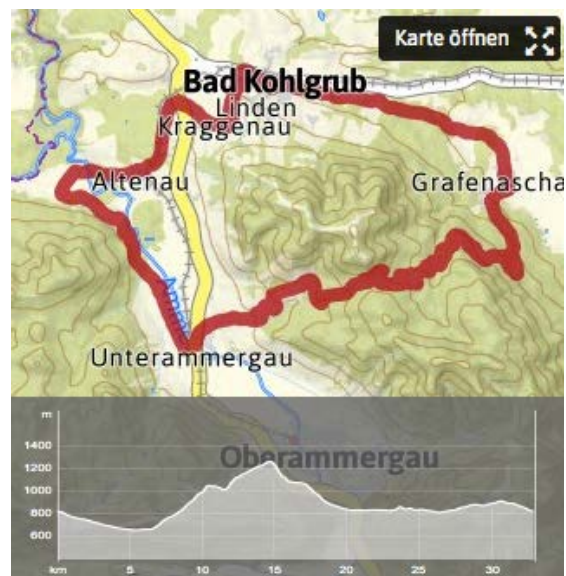 Karte öffnen
Bad Kohlgrub
Linden
Kraggenau
Altenau
Grafenascha
Unterammergau
Oberammergau
m
1400
1200
1000
800
600
km
5
10
15
20
25
30